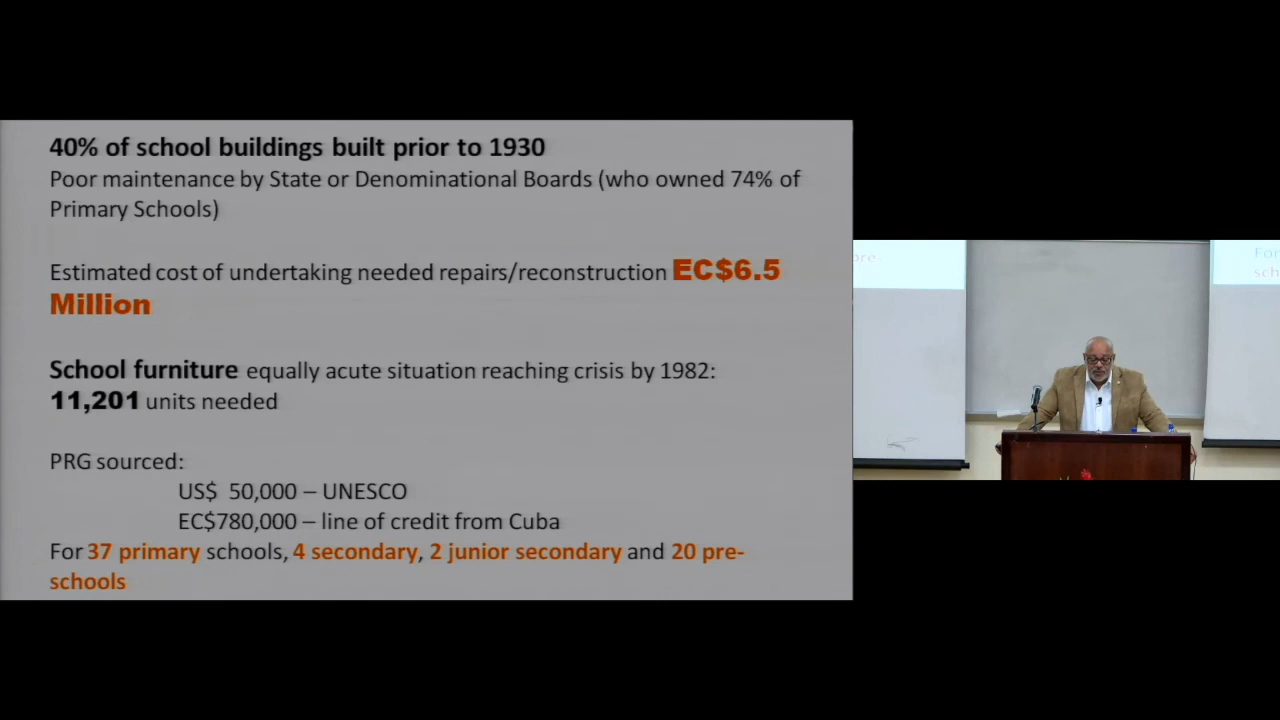 40% of school buildings built prior to 1930
Poor maintenance by State or Denominational Boards (who owned 74% of
Primary Schools)
Estimated cost of undertaking needed repairs/reconstruction EC$6.5
Million
School furniture equally acute situation reaching crisis by 1982:
11,201 units needed
PRG sourced:
US$ 50,000 – UNESCO
EC$780,000 – line of credit from Cuba
For 37 primary schools, 4 secondary, 2 junior secondary and 20 pre-
schools